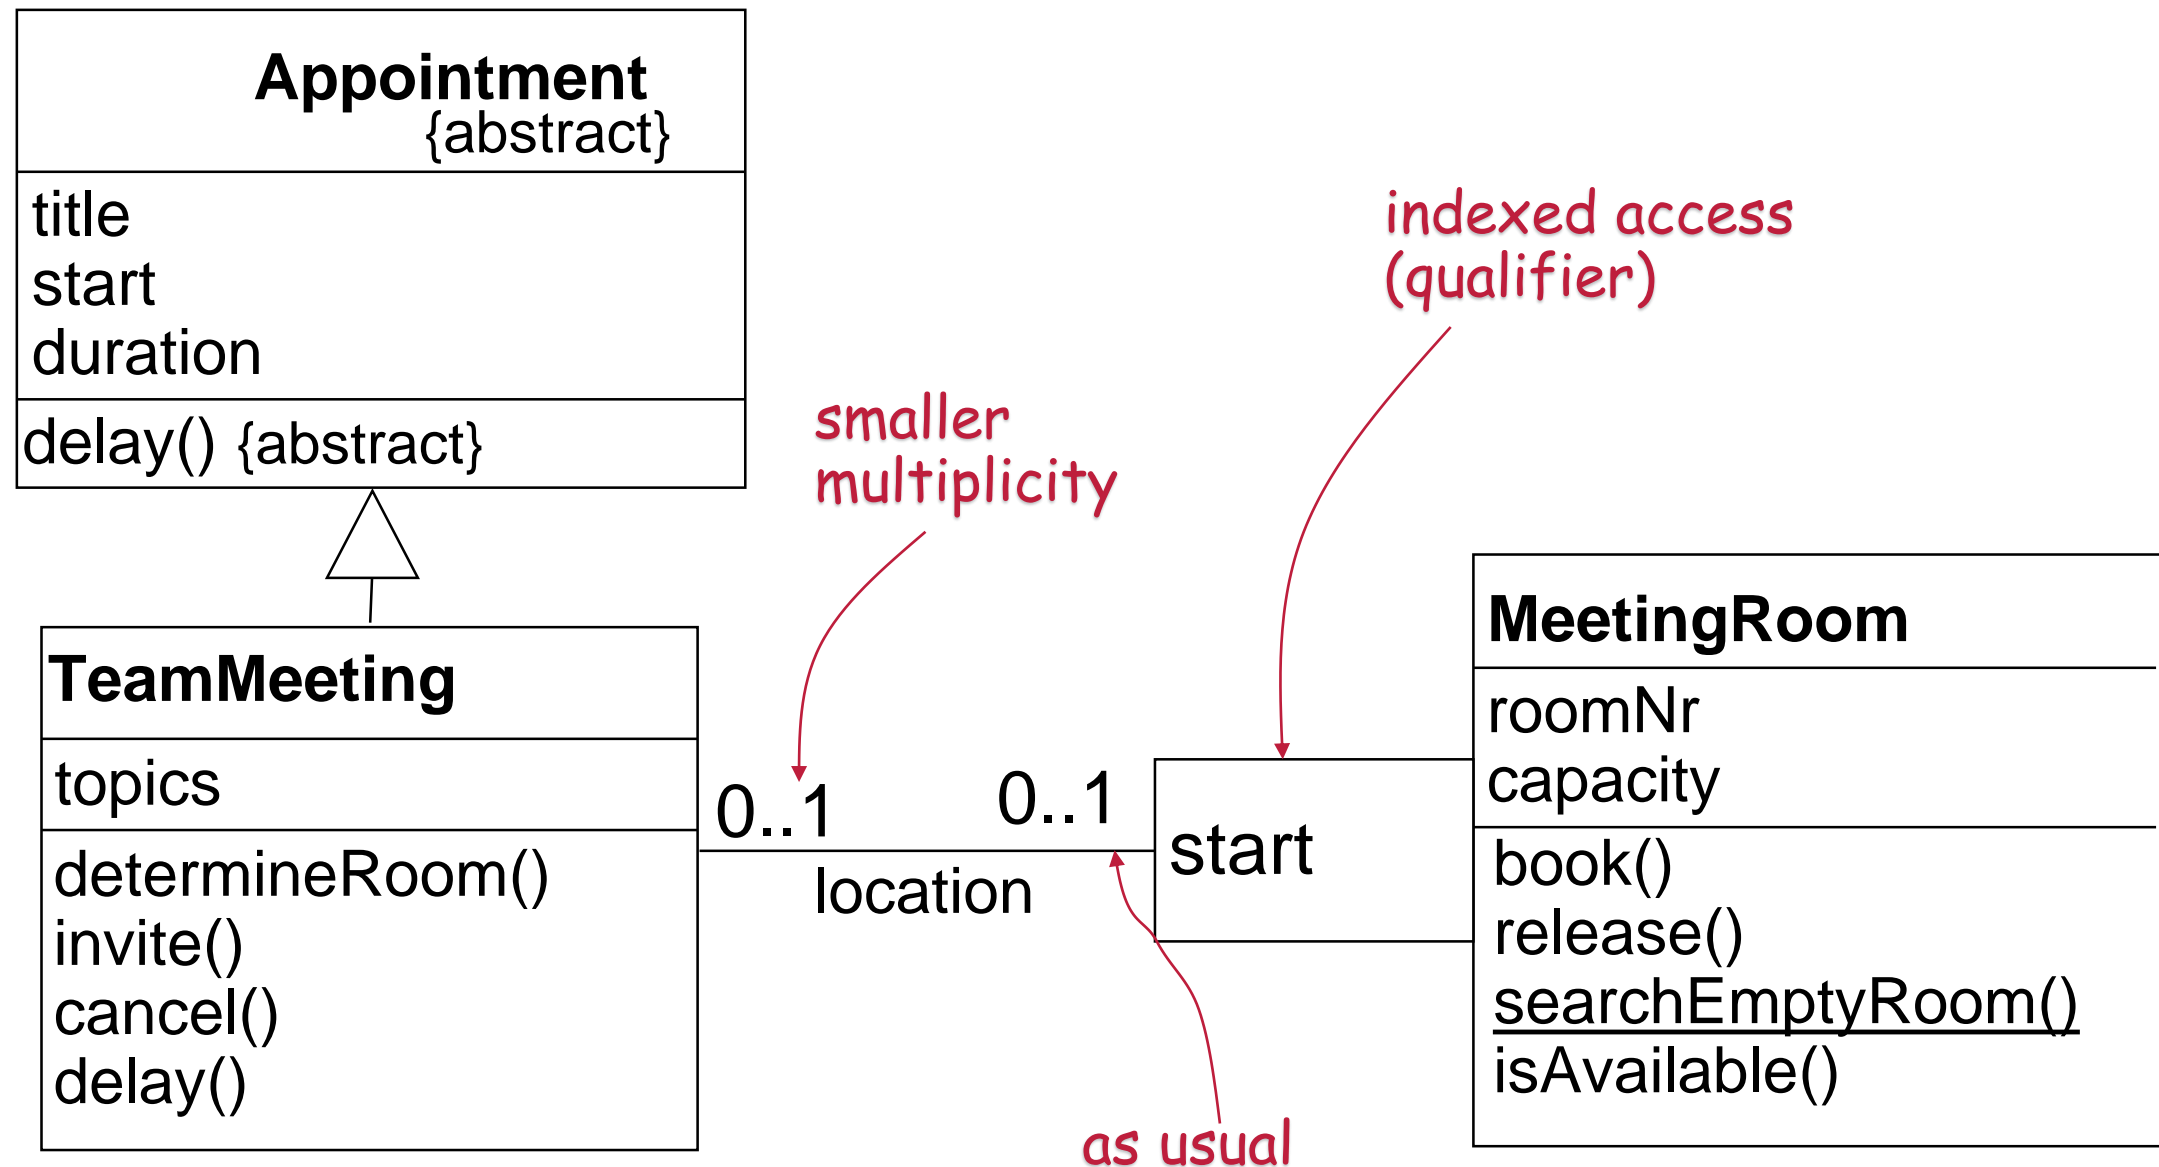 Appointment
{abstract}
title
start
duration
delay() {abstract}
indexed access
(qualifier)
smaller
multiplicity
TeamMeeting
topics
determineRoom()
invite()
cancel()
delay()
0..1
0..1
location
start
MeetingRoom
roomNr
capacity
book()
release()
searchEmptyRoom()
isAvailable()
as usual